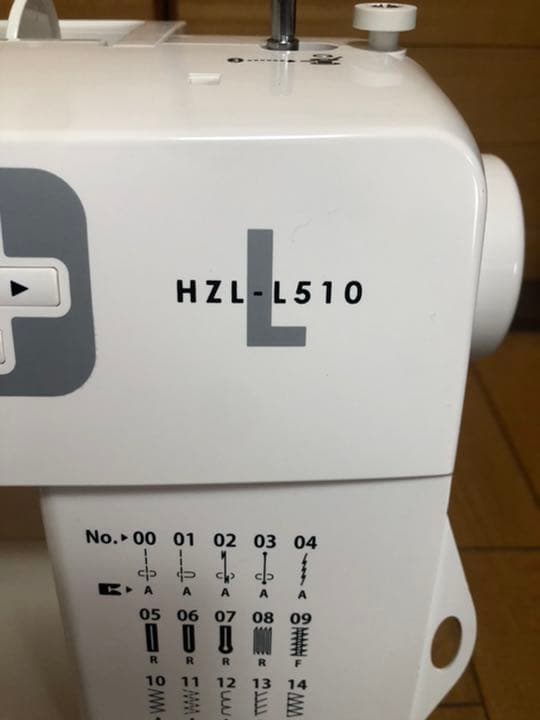 HZL-L510
L
No. 00 01 02 03 04
A A A A A
05 06 07 08 09
R R R R F
10 11 12 13 14